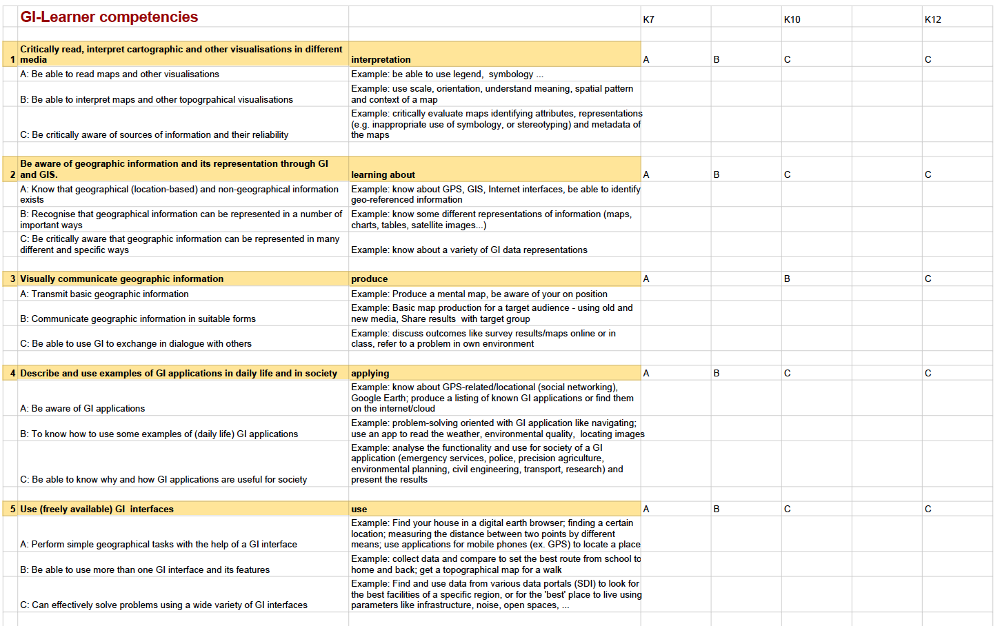 GI-Learner competencies K7 K10 K12
Critically read, interpret cartographic and other visualisations in different
1 media interpretation A B C C
A: Be able to read maps and other visualisations Example: be able to use legend,  symbology ...
Example: use scale, orientation, understand meaning, spatial pattern
B: Be able to interpret maps and other topogrpahical visualisations and context of a map
Example: critically evaluate maps identifying attributes, representations
(e.g. inappropriate use of symbology, or stereotyping) and metadata of
C: Be critically aware of sources of information and their reliability the maps
Be aware of geographic information and its representation through GI
2 and GIS. learning about A B C C
A: Know that geographical (location-based) and non-geographical information Example: know about GPS, GIS, Internet interfaces, be able to identify
exists geo-referenced information
B: Recognise that geographical information can be represented in a number of Example: know some different representations of information (maps,
important ways charts, tables, satellite images...)
C: Be critically aware that geographic information can be represented in many
different and specific ways Example: know about a variety of GI data representations
3 Visually communicate geographic information produce A B C
A: Transmit basic geographic information Example: Produce a mental map, be aware of your on position
Example: Basic map production for a target audience - using old and
B: Communicate geographic information in suitable forms new media, Share results  with target group
Example: discuss outcomes like survey results/maps online or in
C: Be able to use GI to exchange in dialogue with others class, refer to a problem in own environment
4 Describe and use examples of GI applications in daily life and in society applying A B C C
Example: know about GPS-related/locational (social networking),
Google Earth; produce a listing of known GI applications or find them
A: Be aware of GI applications on the internet/cloud
Example: problem-solving oriented with GI application like navigating;
B: To know how to use some examples of (daily life) GI applications use an app to read the weather, environmental quality,  locating images
Example: analyse the functionality and use for society of a GI
application (emergency services, police, precision agriculture,
environmental planning, civil engineering, transport, research) and
C: Be able to know why and how GI applications are useful for society present the results
5 Use (freely available) GI  interfaces use A B C C
Example: Find your house in a digital earth browser; finding a certain
location; measuring the distance between two points by different
A: Perform simple geographical tasks with the help of a GI interface means; use applications for mobile phones (ex. GPS) to locate a place
Example: collect data and compare to set the best route from school to
B: Be able to use more than one GI interface and its features home and back; get a topographical map for a walk
Example: Find and use data from various data portals (SDI) to look for
the best facilities of a specific region, or for the 'best' place to live using
C: Can effectively solve problems using a wide variety of GI interfaces parameters like infrastructure, noise, open spaces, ...